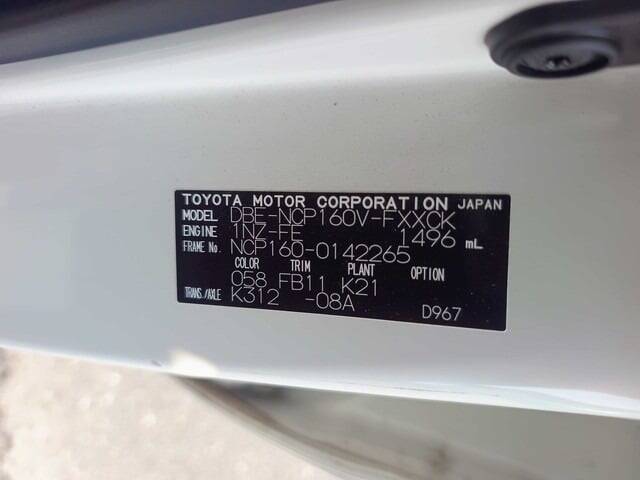 TOYOTA MOTOR CORPORATION JAPAN
MODEL DBE-NCP160V-FXXCK
ENGINE 1NZ-FE 1496 mL
FRAME No. NCP160-0142265
COLOR TRIM PLANT OPTION
058 FB11 K21
TRANS./AXLE K312 -08A
D967